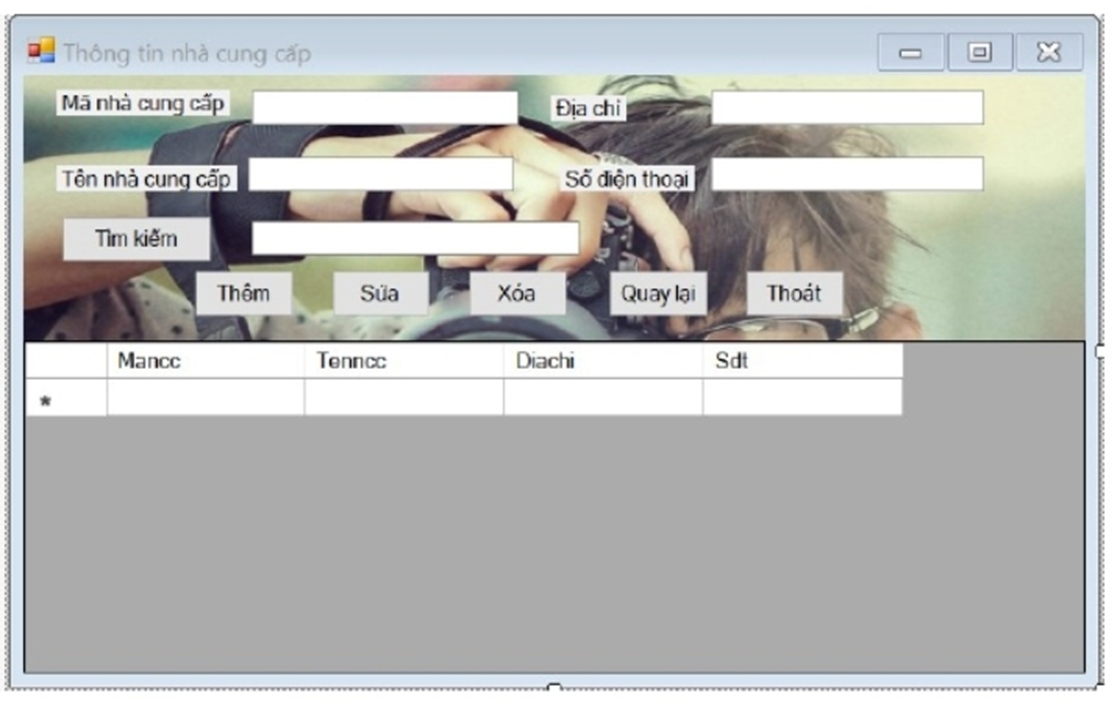 Thông tin nhà cung cấp
Mã nhà cung cấp
Địa chỉ
Tên nhà cung cấp
Số điện thoại
Tìm kiếm
Thêm Sửa Xóa Quay lại Thoát
Mancc Tenncc Diachi Sdt
*